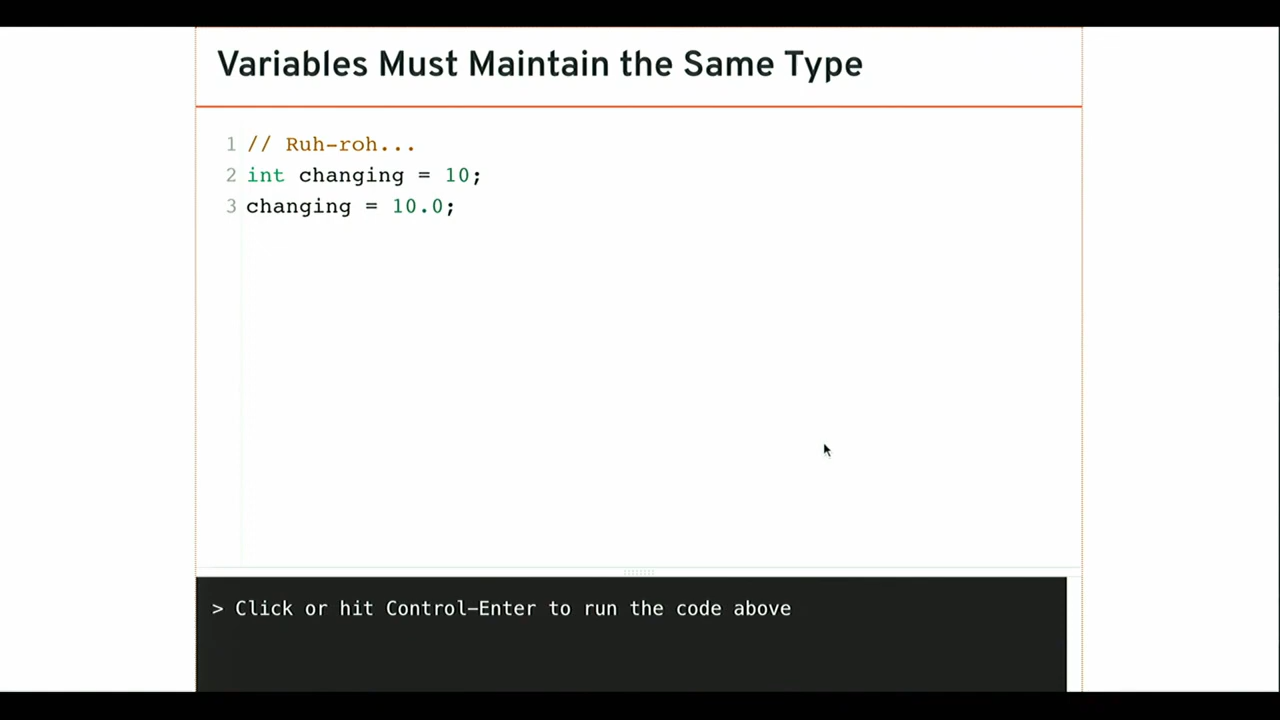 Variables Must Maintain the Same Type
1 // Ruh-roh...
2 int changing = 10;
3 changing = 10.0;
> Click or hit Control-Enter to run the code above